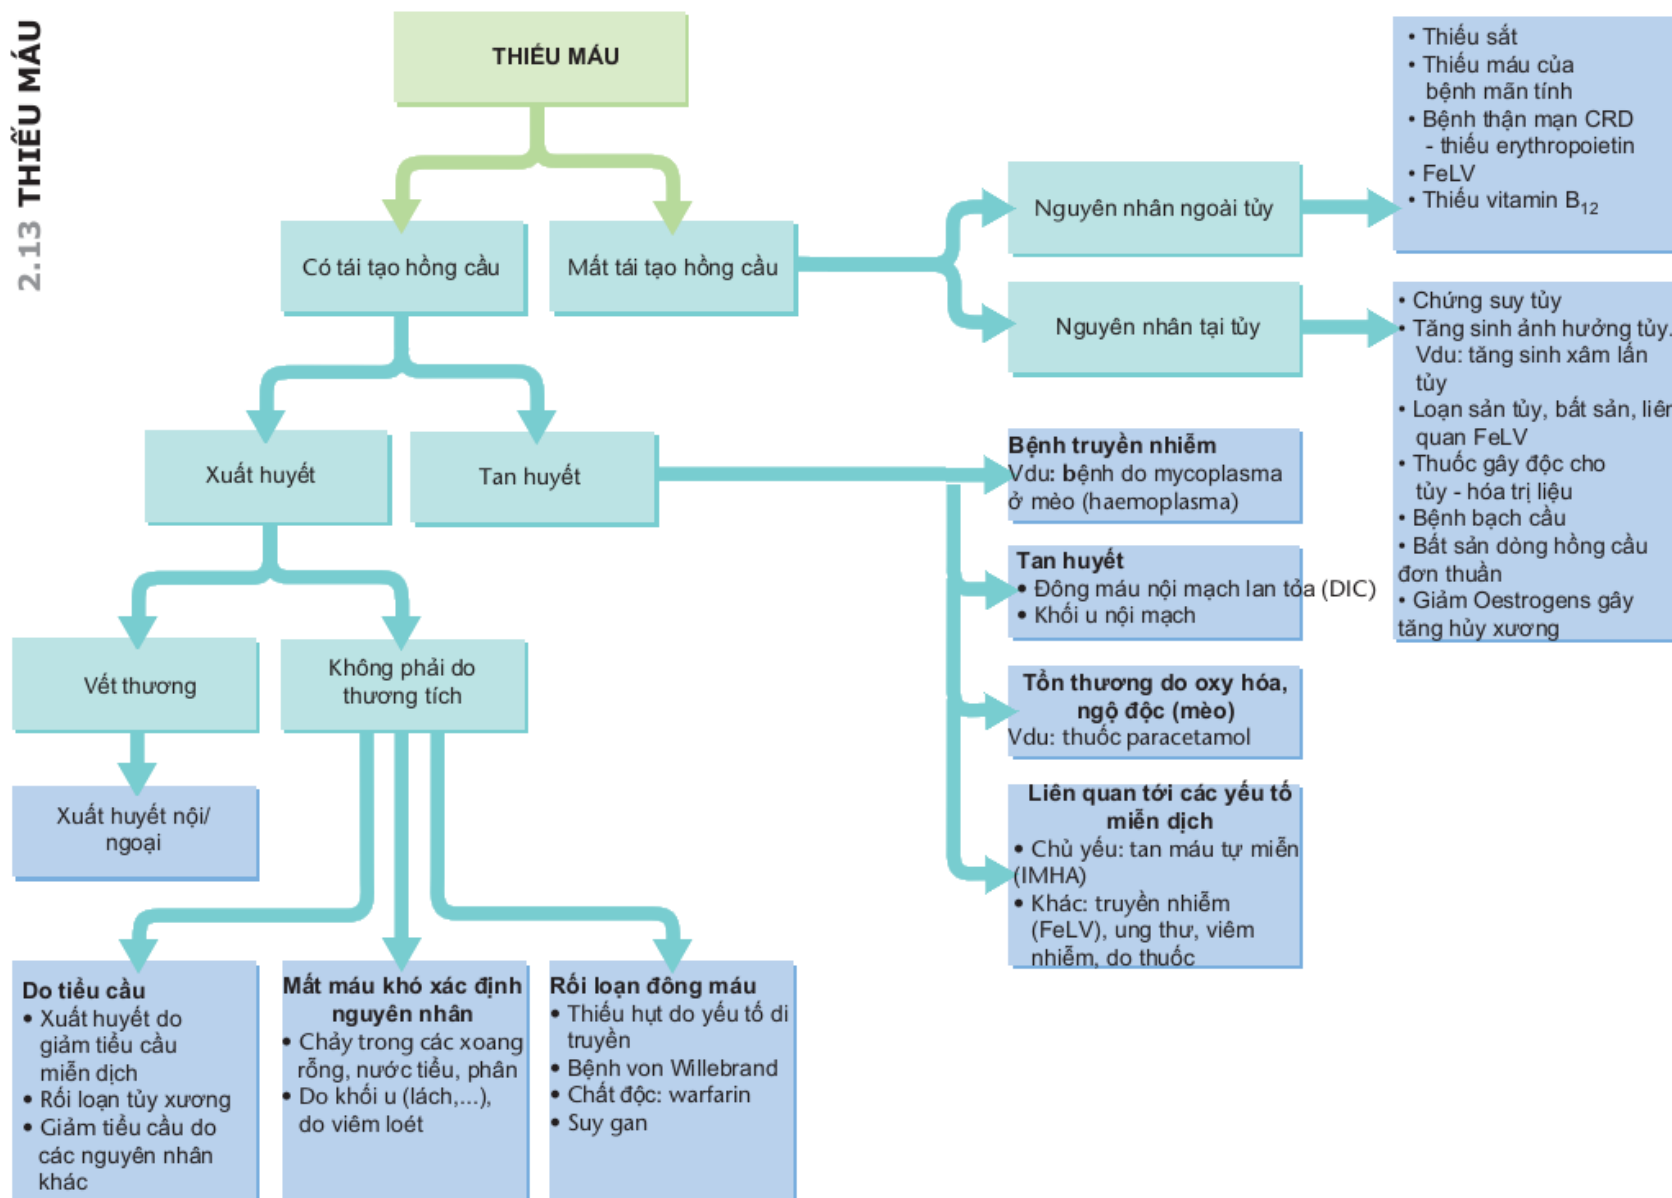 2.13 THIẾU MÁU
THIẾU MÁU
Có tái tạo hồng cầu
Mất tái tạo hồng cầu
Nguyên nhân ngoài tủy
• Thiếu sắt
• Thiếu máu của
bệnh mãn tính
• Bệnh thận mạn CRD
- thiếu erythropoietin
• FeLV
• Thiếu vitamin B₁₂
Nguyên nhân tại tủy
• Chứng suy tủy
• Tăng sinh ảnh hưởng tủy.
Vdu: tăng sinh xâm lấn
tủy
• Loạn sản tủy, bất sản, liên
quan FeLV
• Thuốc gây độc cho
tủy - hóa trị liệu
• Bệnh bạch cầu
• Bất sản dòng hồng cầu
đơn thuần
• Giảm Oestrogens gây
tăng hủy xương
Xuất huyết
Tan huyết
Bệnh truyền nhiễm
Vdu: bệnh do mycoplasma
ở mèo (haemoplasma)
Tan huyết
• Đông máu nội mạch lan tỏa (DIC)
• Khối u nội mạch
Tổn thương do oxy hóa,
ngộ độc (mèo)
Vdu: thuốc paracetamol
Liên quan tới các yếu tố
miễn dịch
• Chủ yếu: tan máu tự miễn
(IMHA)
• Khác: truyền nhiễm
(FeLV), ung thư, viêm
nhiễm, do thuốc
Vết thương
Không phải do
thương tích
Xuất huyết nội/
ngoại
Do tiểu cầu
• Xuất huyết do
giảm tiểu cầu
miễn dịch
• Rối loạn tủy xương
• Giảm tiểu cầu do
các nguyên nhân
khác
Mất máu khó xác định
nguyên nhân
• Chảy trong các xoang
rỗng, nước tiểu, phân
• Do khối u (lách,...),
do viêm loét
Rối loạn đông máu
• Thiếu hụt do yếu tố di
truyền
• Bệnh von Willebrand
• Chất độc: warfarin
• Suy gan